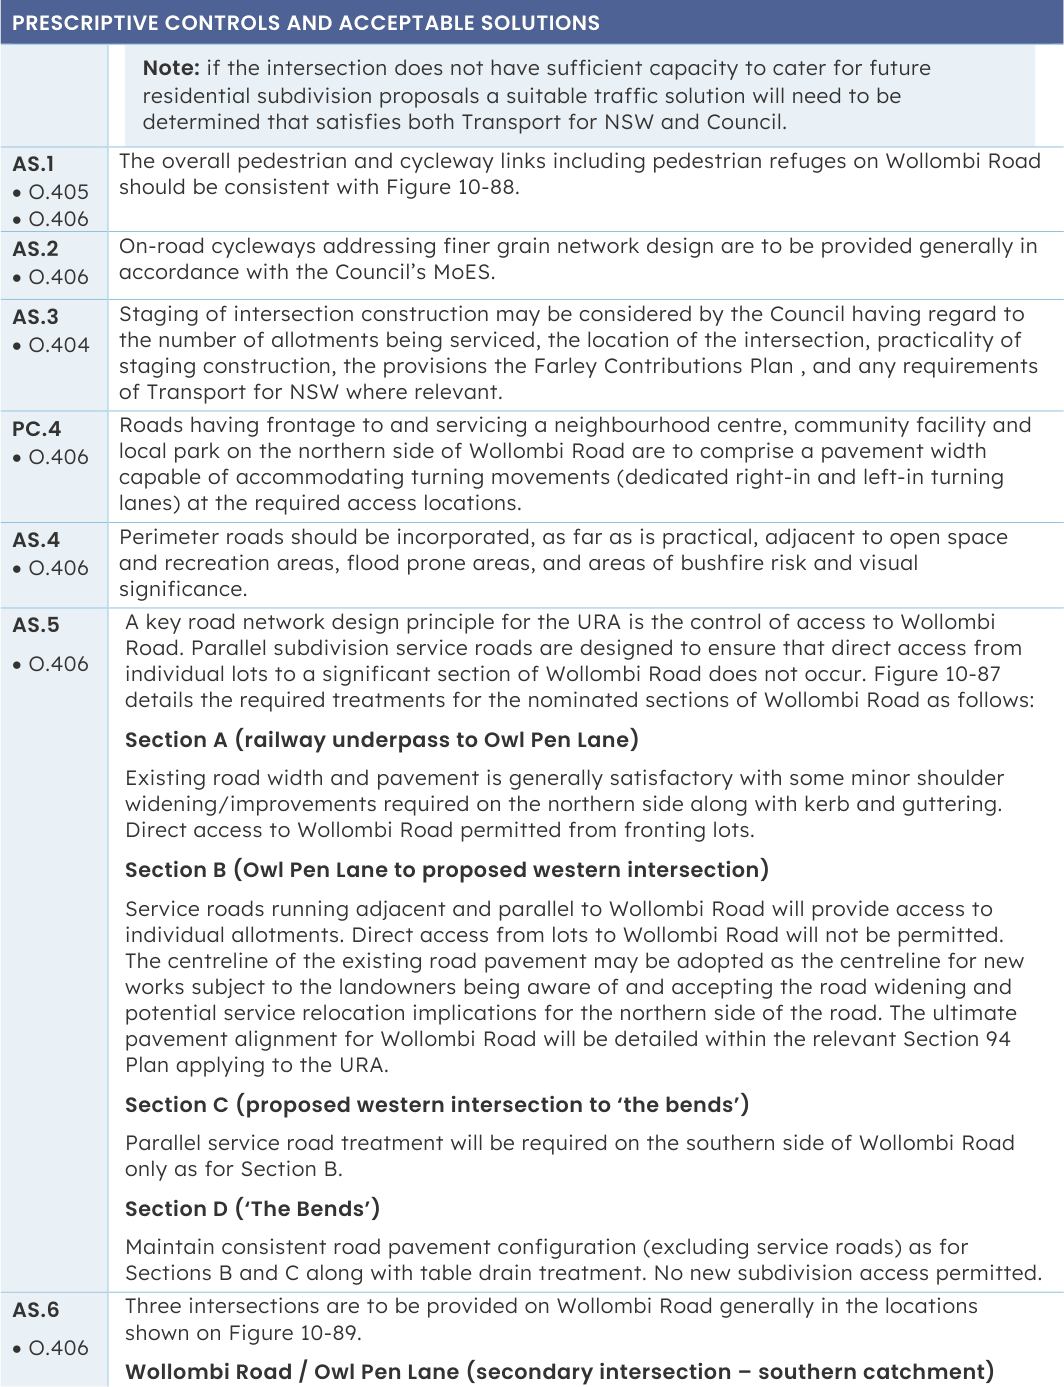 PRESCRIPTIVE CONTROLS AND ACCEPTABLE SOLUTIONS
Note: if the intersection does not have sufficient capacity to cater for future
residential subdivision proposals a suitable traffic solution will need to be
determined that satisfies both Transport for NSW and Council.
AS.1
• O.405
• O.406
The overall pedestrian and cycleway links including pedestrian refuges on Wollombi Road
should be consistent with Figure 10-88.
AS.2
• O.406
On-road cycleways addressing finer grain network design are to be provided generally in
accordance with the Council’s MoES.
AS.3
• O.404
Staging of intersection construction may be considered by the Council having regard to
the number of allotments being serviced, the location of the intersection, practicality of
staging construction, the provisions the Farley Contributions Plan , and any requirements
of Transport for NSW where relevant.
PC.4
• O.406
Roads having frontage to and servicing a neighbourhood centre, community facility and
local park on the northern side of Wollombi Road are to comprise a pavement width
capable of accommodating turning movements (dedicated right-in and left-in turning
lanes) at the required access locations.
AS.4
• O.406
Perimeter roads should be incorporated, as far as is practical, adjacent to open space
and recreation areas, flood prone areas, and areas of bushfire risk and visual
significance.
AS.5
• O.406
A key road network design principle for the URA is the control of access to Wollombi
Road. Parallel subdivision service roads are designed to ensure that direct access from
individual lots to a significant section of Wollombi Road does not occur. Figure 10-87
details the required treatments for the nominated sections of Wollombi Road as follows:
Section A (railway underpass to Owl Pen Lane)
Existing road width and pavement is generally satisfactory with some minor shoulder
widening/improvements required on the northern side along with kerb and guttering.
Direct access to Wollombi Road permitted from fronting lots.
Section B (Owl Pen Lane to proposed western intersection)
Service roads running adjacent and parallel to Wollombi Road will provide access to
individual allotments. Direct access from lots to Wollombi Road will not be permitted.
The centreline of the existing road pavement may be adopted as the centreline for new
works subject to the landowners being aware of and accepting the road widening and
potential service relocation implications for the northern side of the road. The ultimate
pavement alignment for Wollombi Road will be detailed within the relevant Section 94
Plan applying to the URA.
Section C (proposed western intersection to ‘the bends’)
Parallel service road treatment will be required on the southern side of Wollombi Road
only as for Section B.
Section D (‘The Bends’)
Maintain consistent road pavement configuration (excluding service roads) as for
Sections B and C along with table drain treatment. No new subdivision access permitted.
AS.6
• O.406
Three intersections are to be provided on Wollombi Road generally in the locations
shown on Figure 10-89.
Wollombi Road / Owl Pen Lane (secondary intersection – southern catchment)